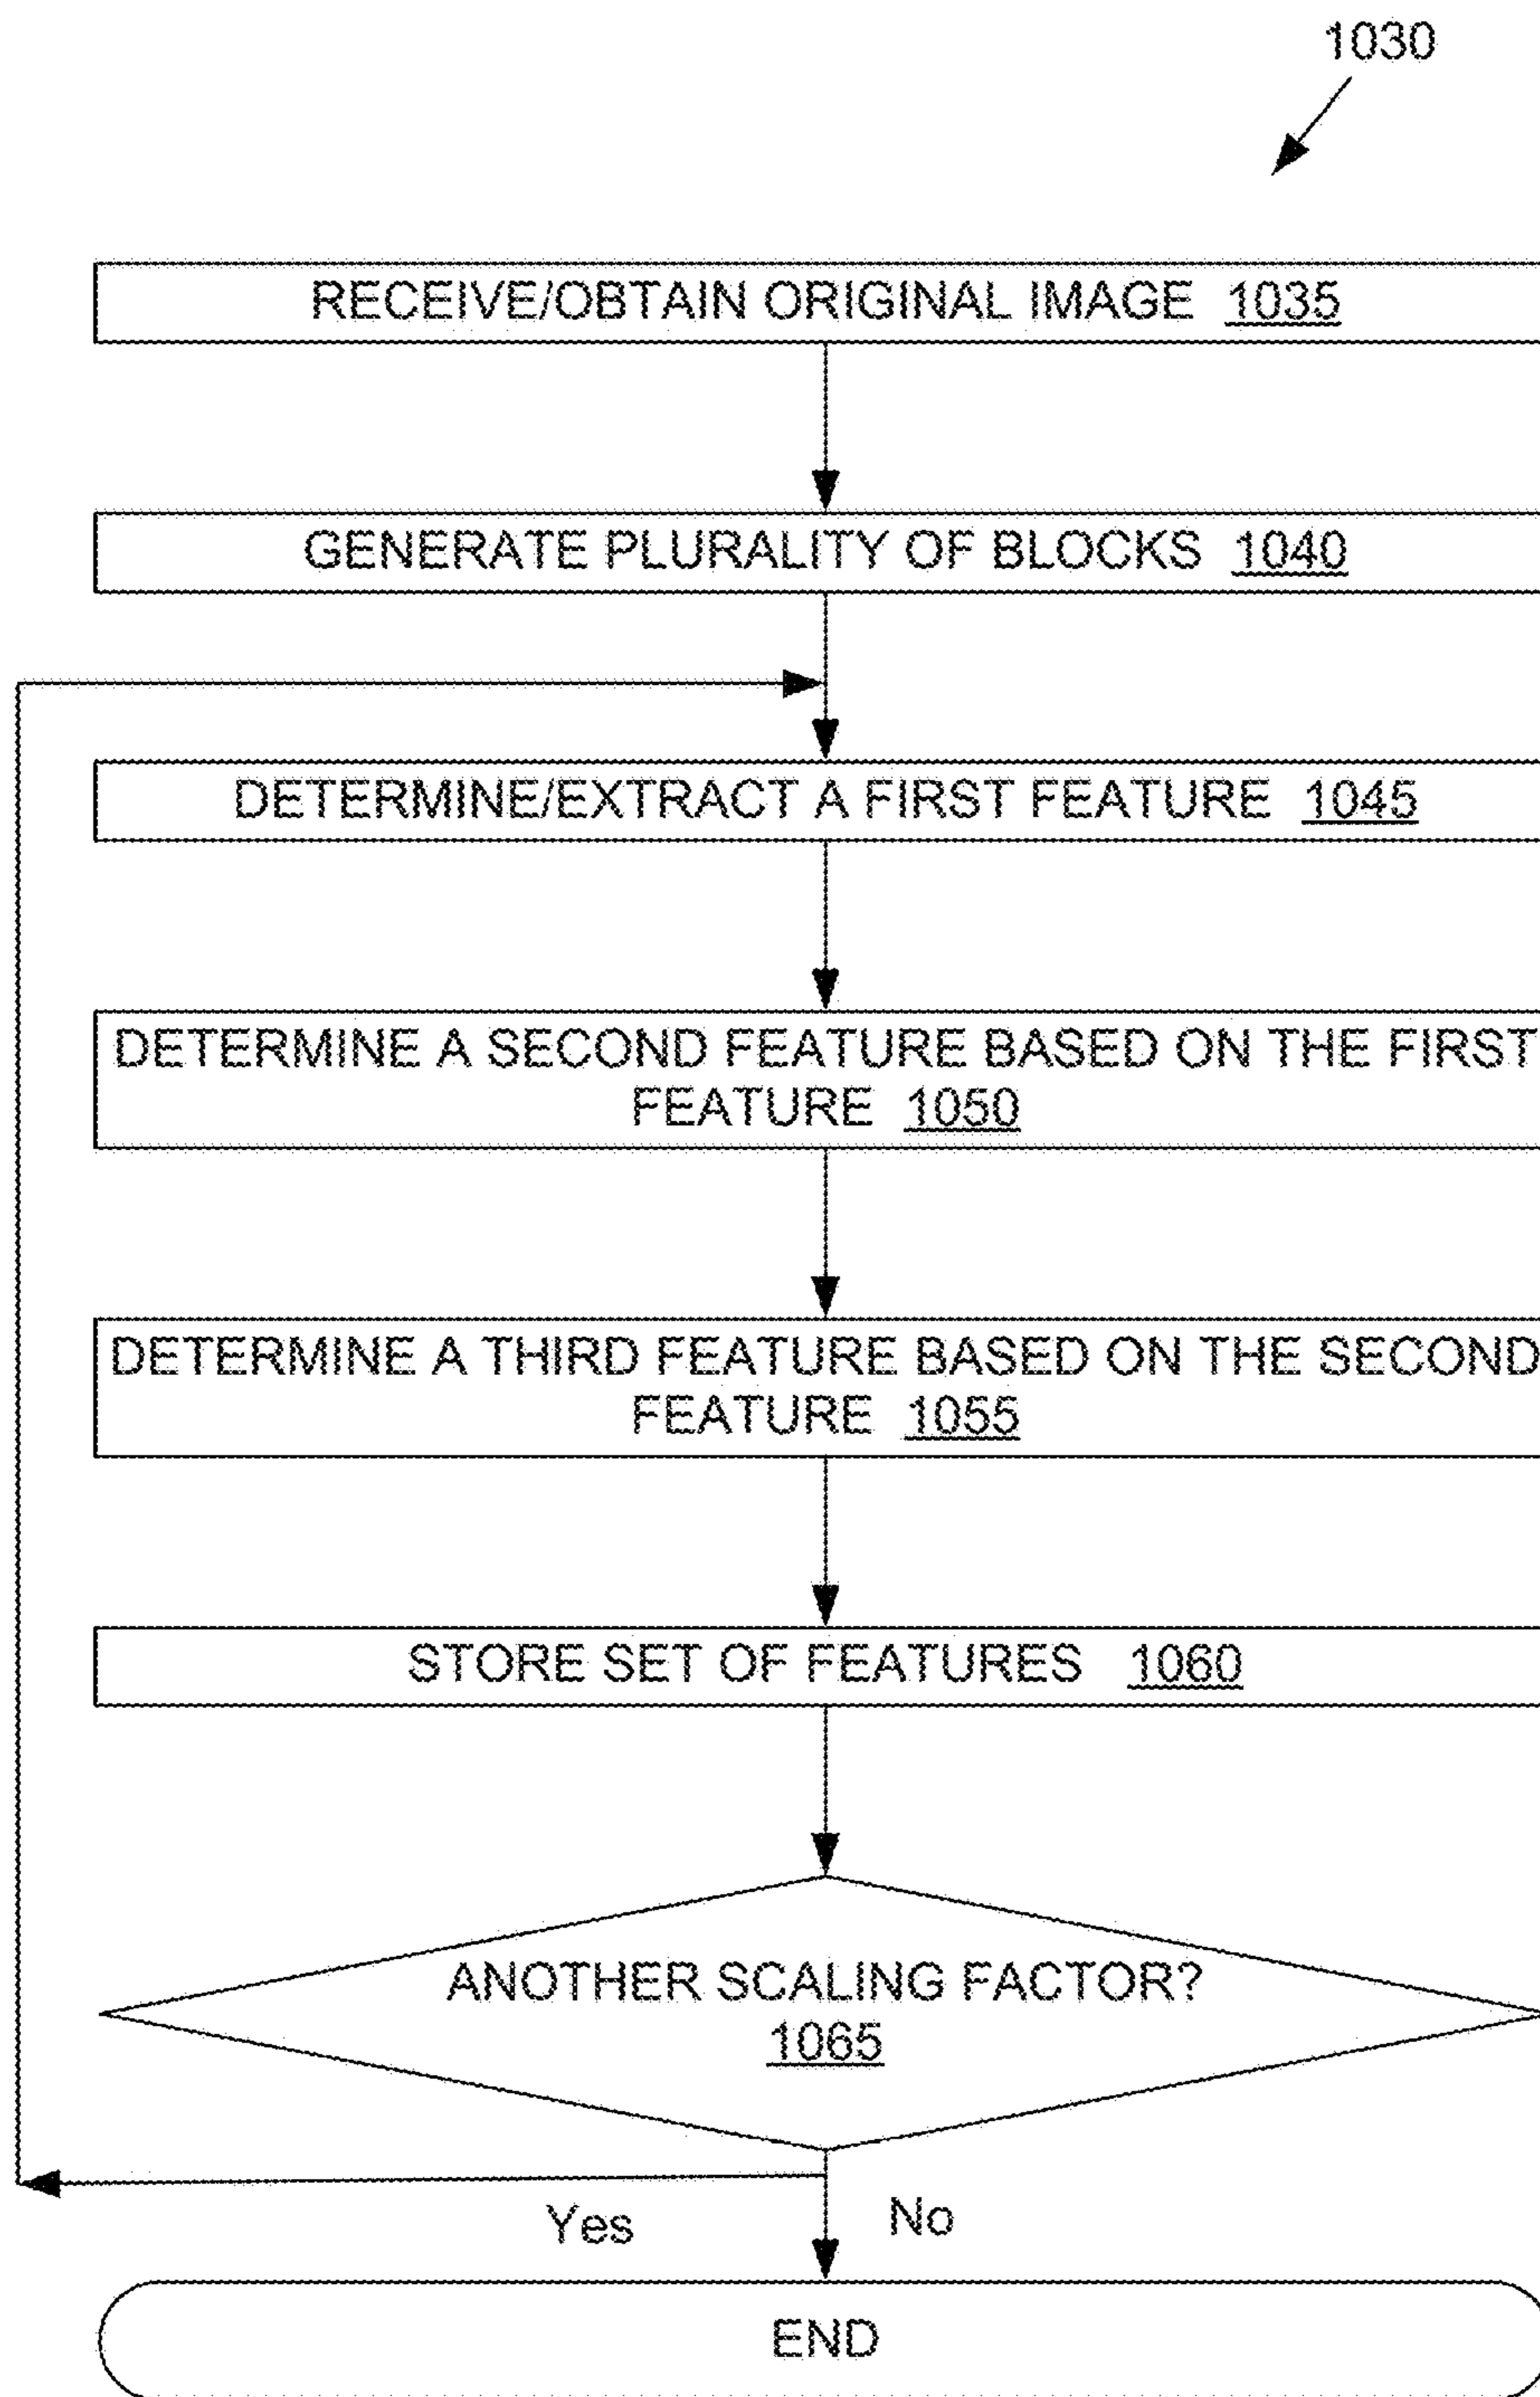 1030
RECEIVE/OBTAIN ORIGINAL IMAGE 1035
GENERATE PLURALITY OF BLOCKS 1040
DETERMINE/EXTRACT A FIRST FEATURE 1045
DETERMINE A SECOND FEATURE BASED ON THE FIRST
FEATURE 1050
DETERMINE A THIRD FEATURE BASED ON THE SECOND
FEATURE 1055
STORE SET OF FEATURES 1060
ANOTHER SCALING FACTOR?
1065
Yes
No
END